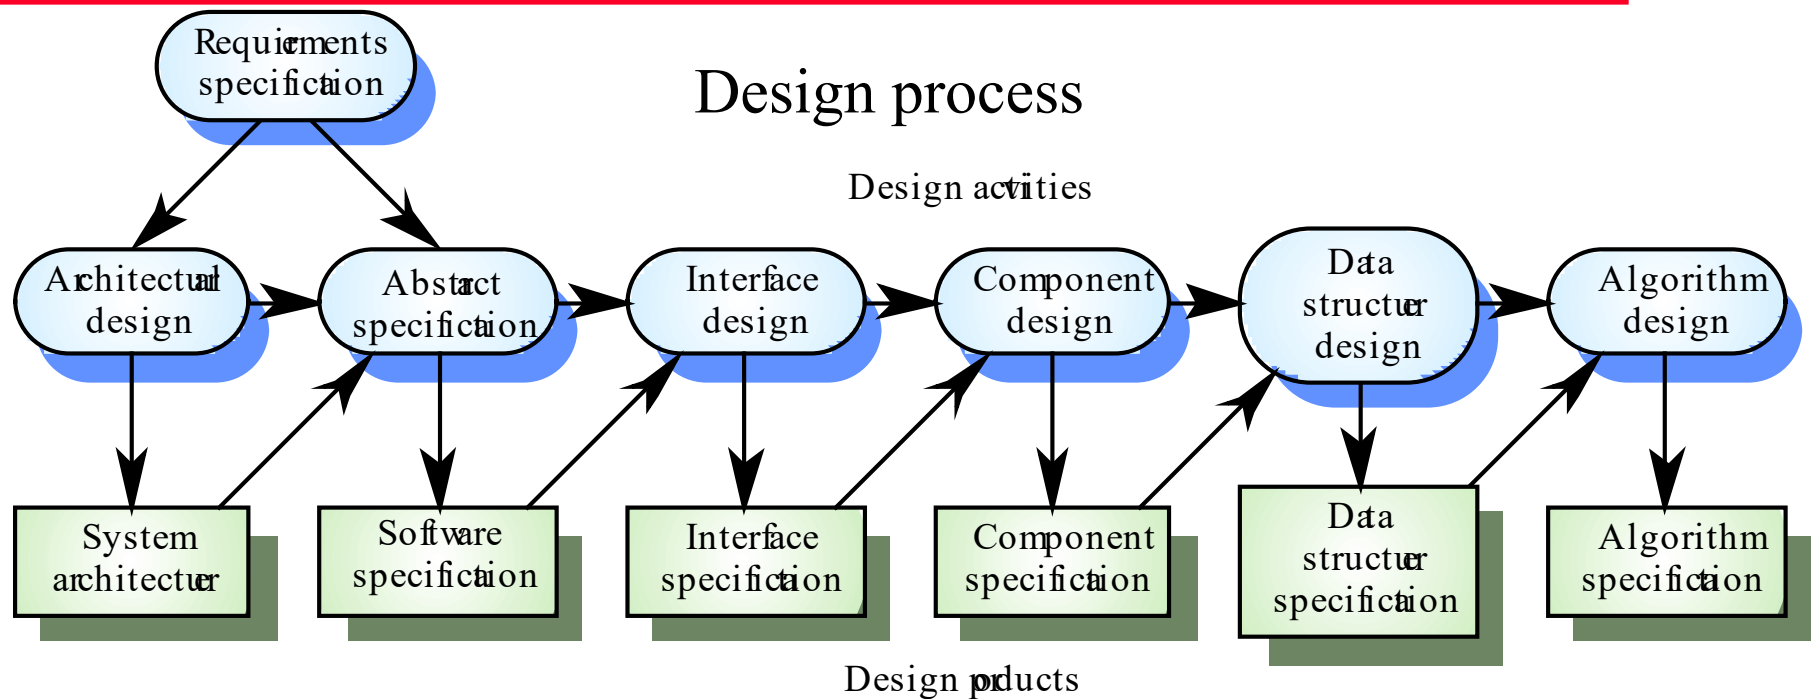 Requirements
specification
Design process
Design activities
Architectural
design
Abstract
specification
Interface
design
Component
design
Data
structure
design
Algorithm
design
System
architecture
Software
specification
Interface
specification
Component
specification
Data
structure
specification
Algorithm
specification
Design products